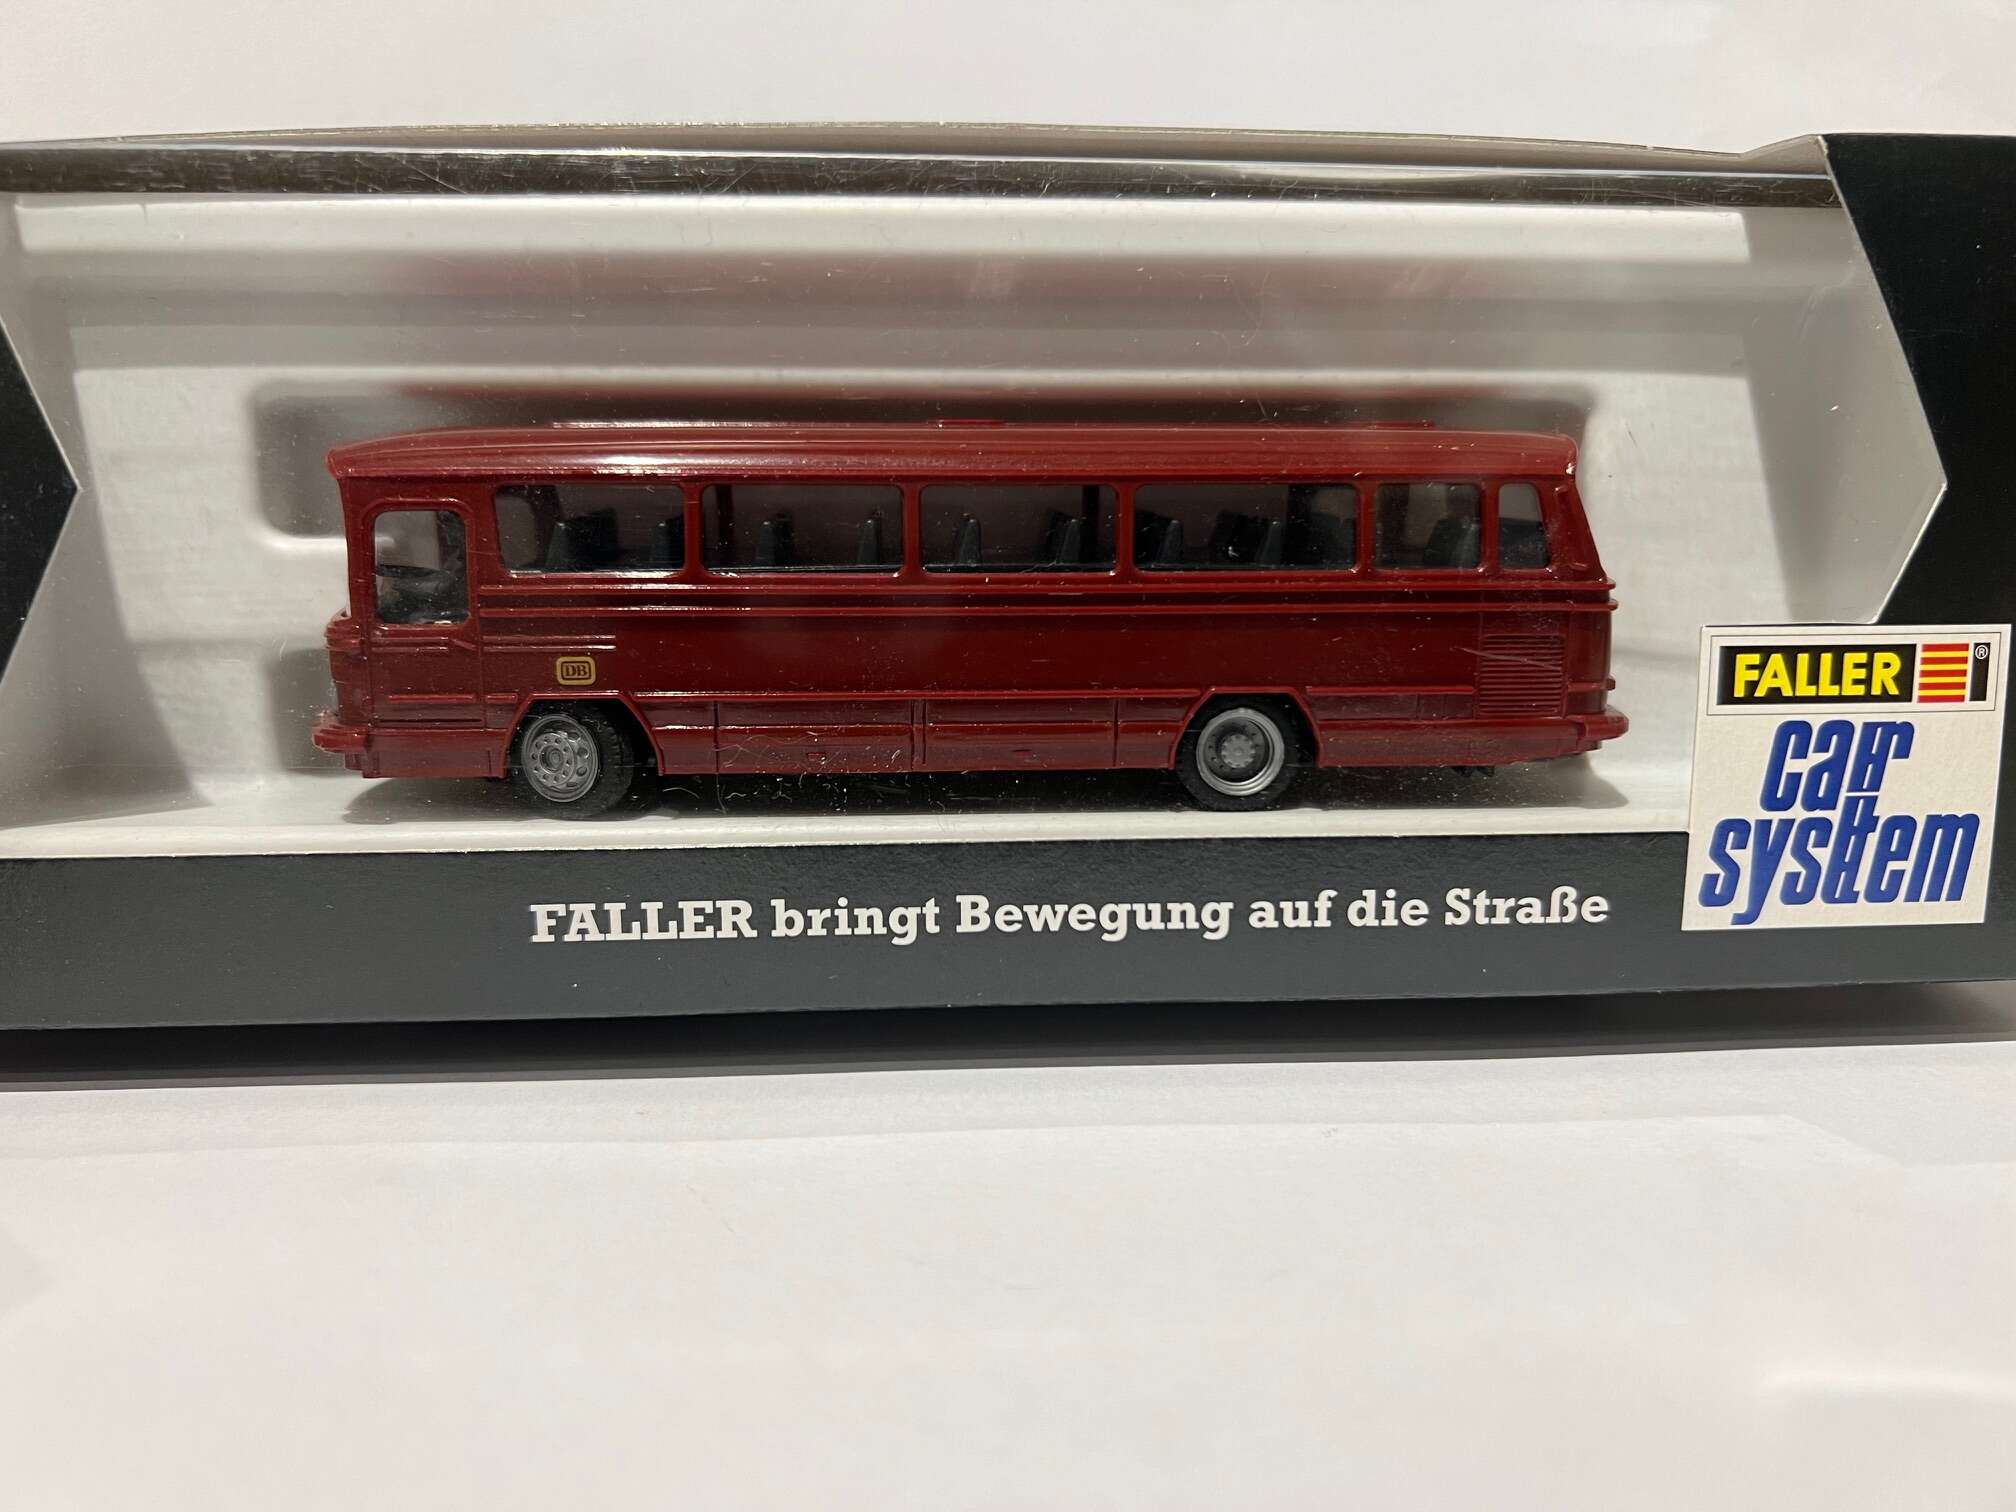 DB
FALLER ®
car
system
FALLER bringt Bewegung auf die Straße